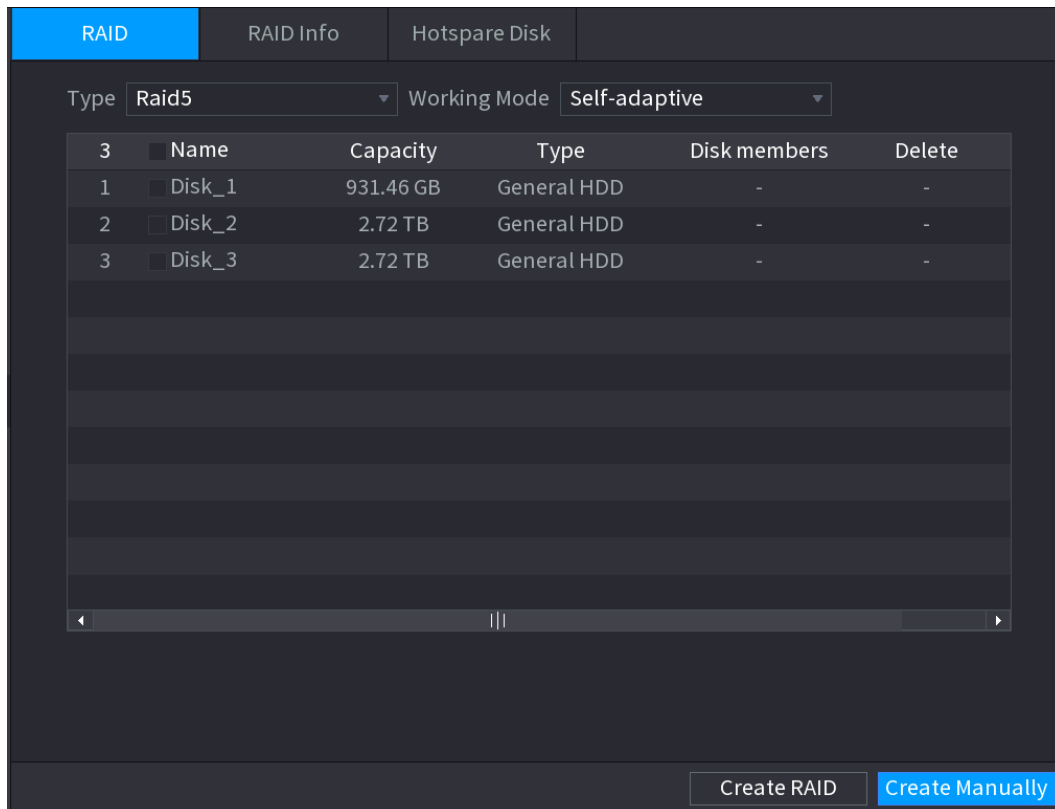 RAID RAID Info Hotspare Disk
Type Raid5 Working Mode Self-adaptive
3 Name Capacity Type Disk members Delete
1 Disk_1 931.46 GB General HDD - -
2 Disk_2 2.72 TB General HDD - -
3 Disk_3 2.72 TB General HDD - -
Create RAID Create Manually